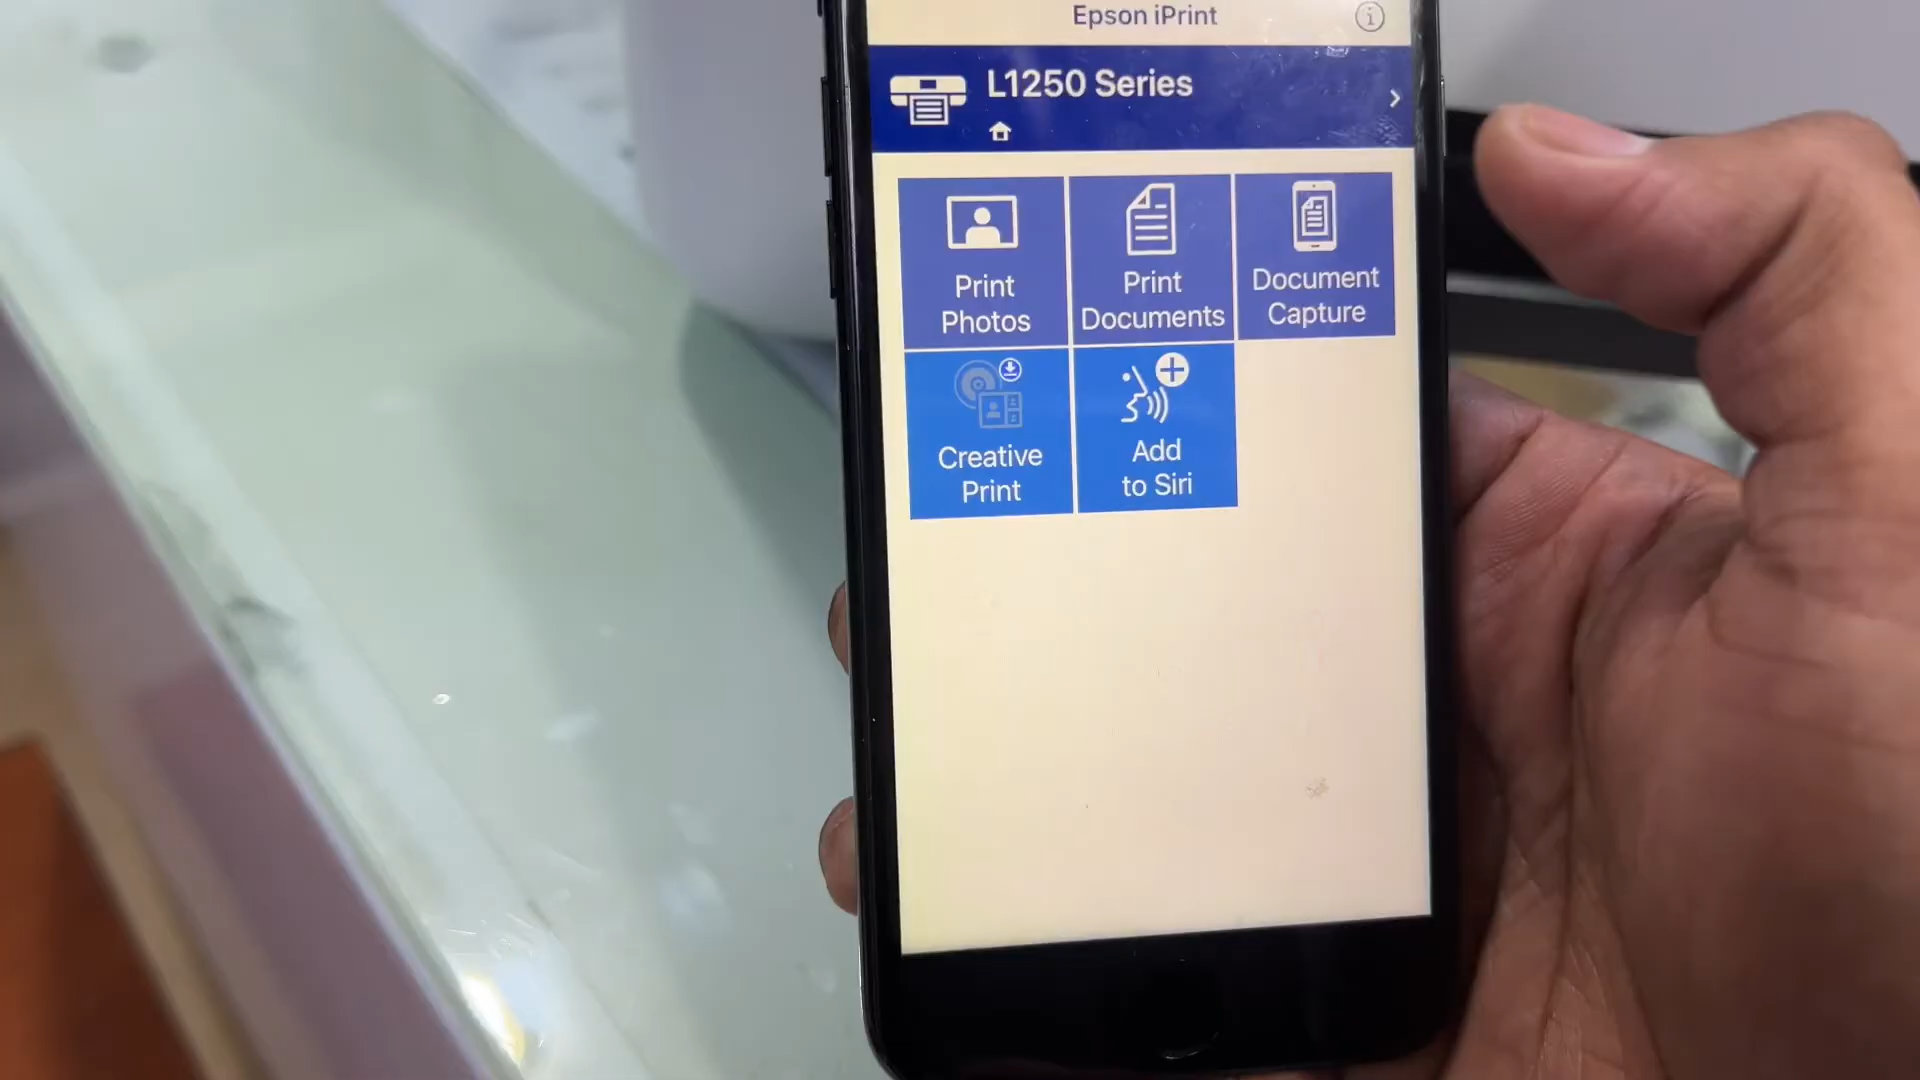 Epson iPrint
L1250 Series
Print
Photos
Print
Documents
Document
Capture
Creative
Print
Add
to Siri